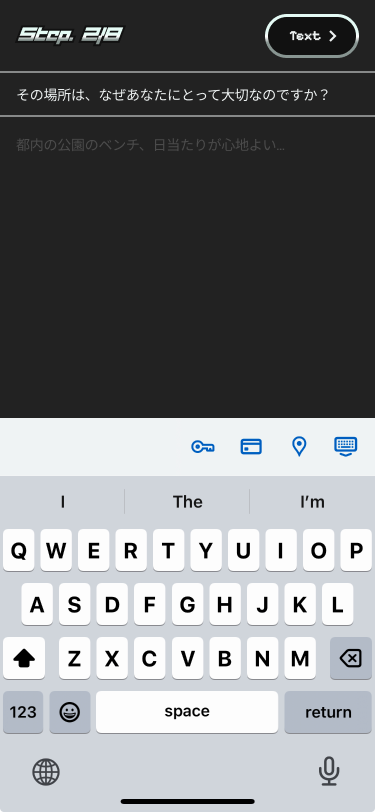 Step. 2/8
Text
その場所は、なぜあなたにとって大切なのですか？
都内の公園のベンチ、日当たりが心地よい...
I The I'm
Q W E R T Y U I O P
A S D F G H J K L
Z X C V B N M
123 space return